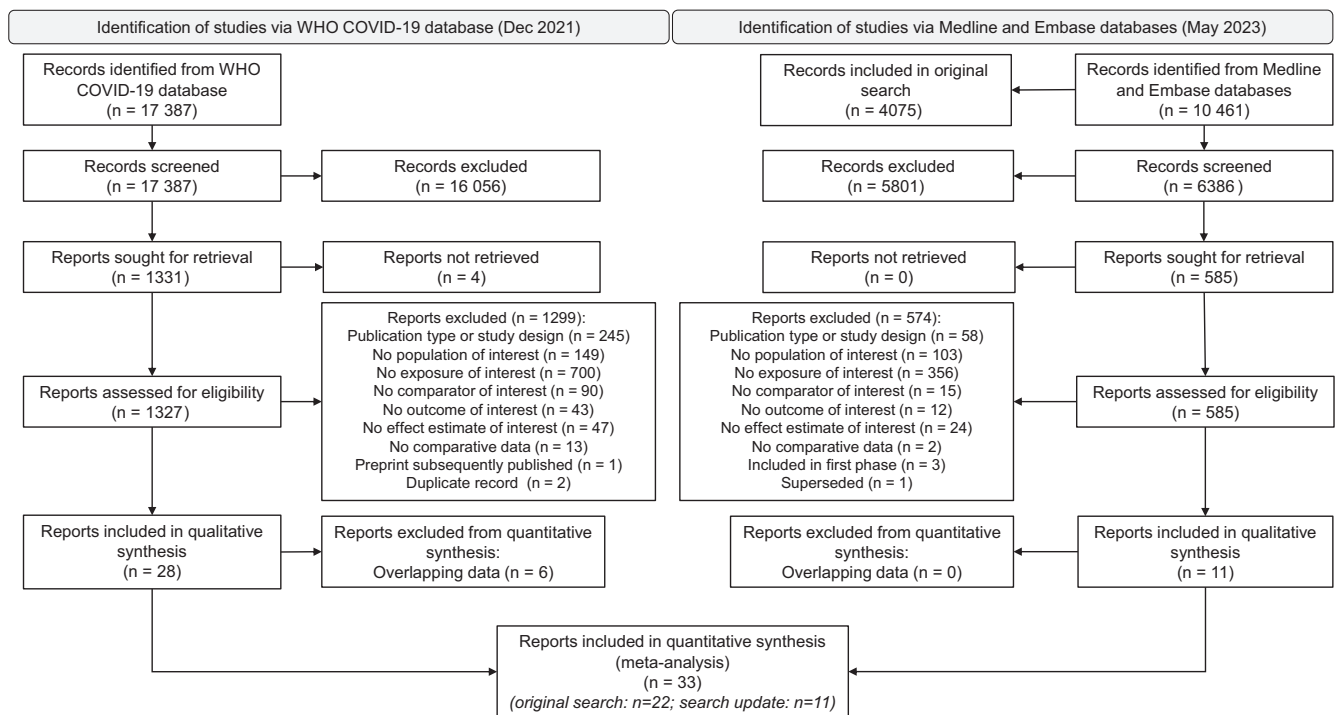 Identification of studies via WHO COVID-19 database (Dec 2021)
Records identified from WHO
COVID-19 database
(n = 17 387)
Records screened
(n = 17 387)
Records excluded
(n = 16 056)
Reports sought for retrieval
(n = 1331)
Reports not retrieved
(n = 4)
Reports assessed for eligibility
(n = 1327)
Reports excluded (n = 1299):
Publication type or study design (n = 245)
No population of interest (n = 149)
No exposure of interest (n = 700)
No comparator of interest (n = 90)
No outcome of interest (n = 43)
No effect estimate of interest (n = 47)
No comparative data (n = 13)
Preprint subsequently published (n = 1)
Duplicate record (n = 2)
Reports included in qualitative
synthesis
(n = 28)
Reports excluded from quantitative
synthesis:
Overlapping data (n = 6)
Identification of studies via Medline and Embase databases (May 2023)
Records included in original
search
(n = 4075)
Records identified from Medline
and Embase databases
(n = 10 461)
Records excluded
(n = 5801)
Records screened
(n = 6386 )
Reports not retrieved
(n = 0)
Reports sought for retrieval
(n = 585)
Reports excluded (n = 574):
Publication type or study design (n = 58)
No population of interest (n = 103)
No exposure of interest (n = 356)
No comparator of interest (n = 15)
No outcome of interest (n = 12)
No effect estimate of interest (n = 24)
No comparative data (n = 2)
Included in first phase (n = 3)
Superseded (n = 1)
Reports assessed for eligibility
(n = 585)
Reports excluded from quantitative
synthesis:
Overlapping data (n = 0)
Reports included in qualitative
synthesis
(n = 11)
Reports included in quantitative synthesis
(meta-analysis)
(n = 33)
(original search: n=22; search update: n=11)